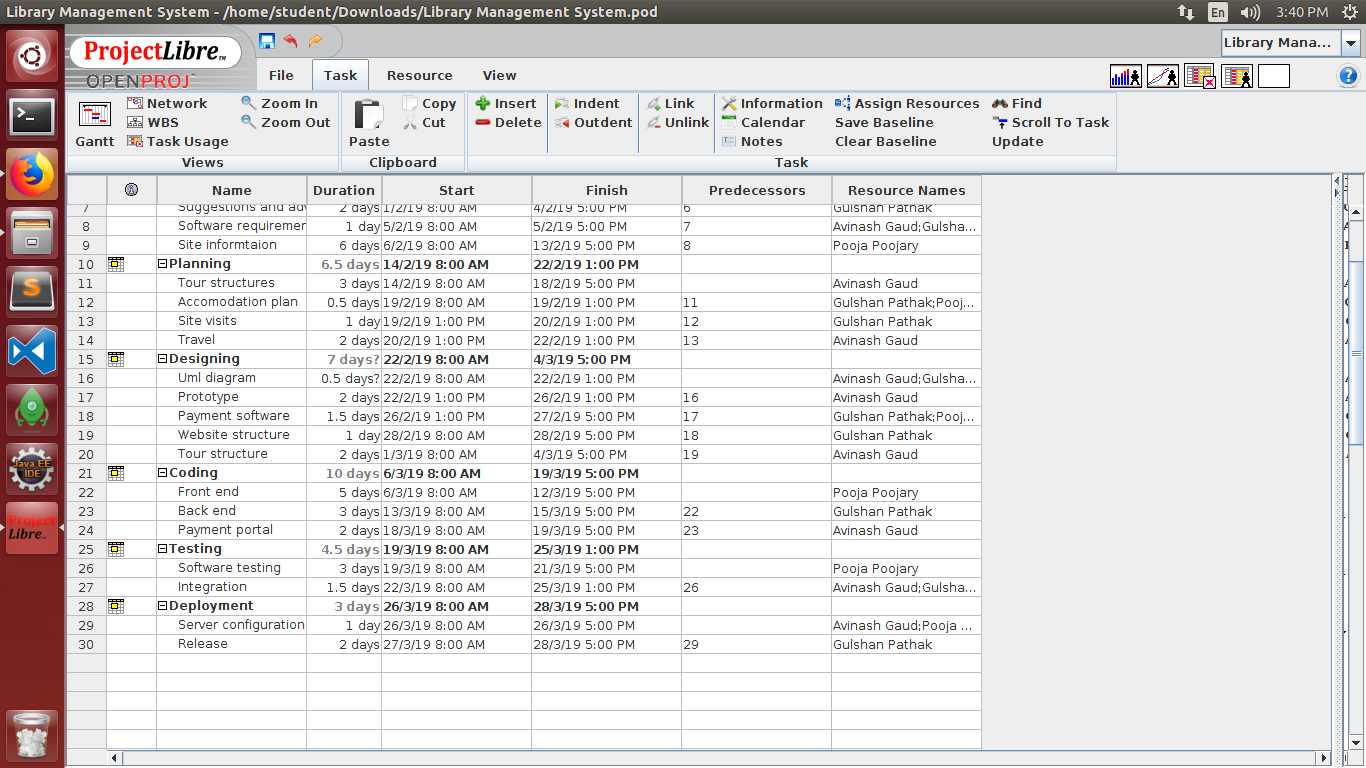 Library Management System - /home/student/Downloads/Library Management System.pod En 3:40 PM
ProjectLibre™
OPENPROJ
Library Mana...
File Task Resource View
Network Zoom In Copy Insert Indent Link Information Assign Resources Find
WBS Zoom Out Cut Delete Outdent Unlink Calendar Save Baseline Scroll To Task
Gantt Task Usage Paste Notes Clear Baseline Update
Views Clipboard Task
Name Duration Start Finish Predecessors Resource Names
7 Suggestions and adv 2 days 1/2/19 8:00 AM 4/2/19 5:00 PM 6 Gulshan Pathak
8 Software requiremer 1 day 5/2/19 8:00 AM 5/2/19 5:00 PM 7 Avinash Gaud;Gulsha...
9 Site informtaion 6 days 6/2/19 8:00 AM 13/2/19 5:00 PM 8 Pooja Poojary
10 Planning 6.5 days 14/2/19 8:00 AM 22/2/19 1:00 PM
11 Tour structures 3 days 14/2/19 8:00 AM 18/2/19 5:00 PM Avinash Gaud
12 Accomodation plan 0.5 days 19/2/19 8:00 AM 19/2/19 1:00 PM 11 Gulshan Pathak;Pooj...
13 Site visits 1 day 19/2/19 1:00 PM 20/2/19 1:00 PM 12 Gulshan Pathak
14 Travel 2 days 20/2/19 1:00 PM 22/2/19 1:00 PM 13 Avinash Gaud
15 Designing 7 days? 22/2/19 8:00 AM 4/3/19 5:00 PM
16 Uml diagram 0.5 days? 22/2/19 8:00 AM 22/2/19 1:00 PM Avinash Gaud;Gulsha...
17 Prototype 2 days 22/2/19 1:00 PM 26/2/19 1:00 PM 16 Avinash Gaud
18 Payment software 1.5 days 26/2/19 1:00 PM 27/2/19 5:00 PM 17 Gulshan Pathak;Pooj...
19 Website structure 1 day 28/2/19 8:00 AM 28/2/19 5:00 PM 18 Gulshan Pathak
20 Tour structure 2 days 1/3/19 8:00 AM 4/3/19 5:00 PM 19 Avinash Gaud
21 Coding 10 days 6/3/19 8:00 AM 19/3/19 5:00 PM
22 Front end 5 days 6/3/19 8:00 AM 12/3/19 5:00 PM Pooja Poojary
23 Back end 3 days 13/3/19 8:00 AM 15/3/19 5:00 PM 22 Gulshan Pathak
24 Payment portal 2 days 18/3/19 8:00 AM 19/3/19 5:00 PM 23 Avinash Gaud
25 Testing 4.5 days 19/3/19 8:00 AM 25/3/19 1:00 PM
26 Software testing 3 days 19/3/19 8:00 AM 21/3/19 5:00 PM Pooja Poojary
27 Integration 1.5 days 22/3/19 8:00 AM 25/3/19 1:00 PM 26 Avinash Gaud;Gulsha...
28 Deployment 3 days 26/3/19 8:00 AM 28/3/19 5:00 PM
29 Server configuration 1 day 26/3/19 8:00 AM 26/3/19 5:00 PM Avinash Gaud;Pooja ...
30 Release 2 days 27/3/19 8:00 AM 28/3/19 5:00 PM 29 Gulshan Pathak
Java EE
IDE
Project
Libre..